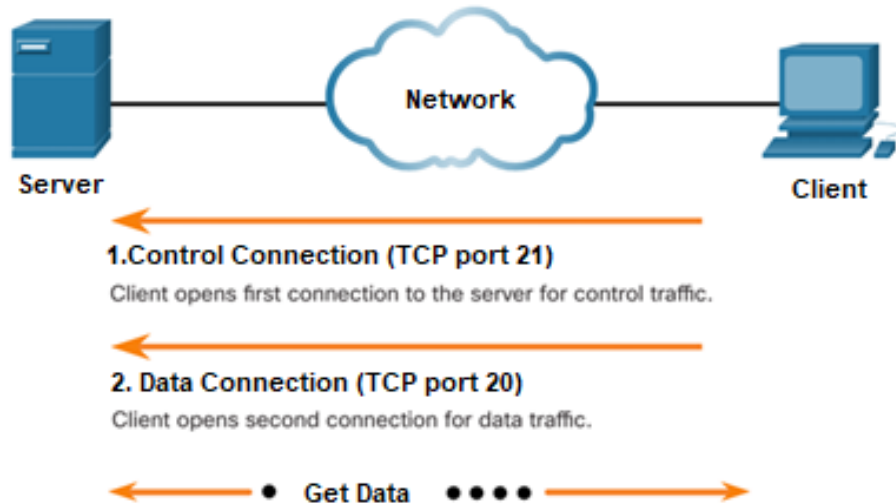 Network
Server
Client
1.Control Connection (TCP port 21)
Client opens first connection to the server for control traffic.
2. Data Connection (TCP port 20)
Client opens second connection for data traffic.
Get Data